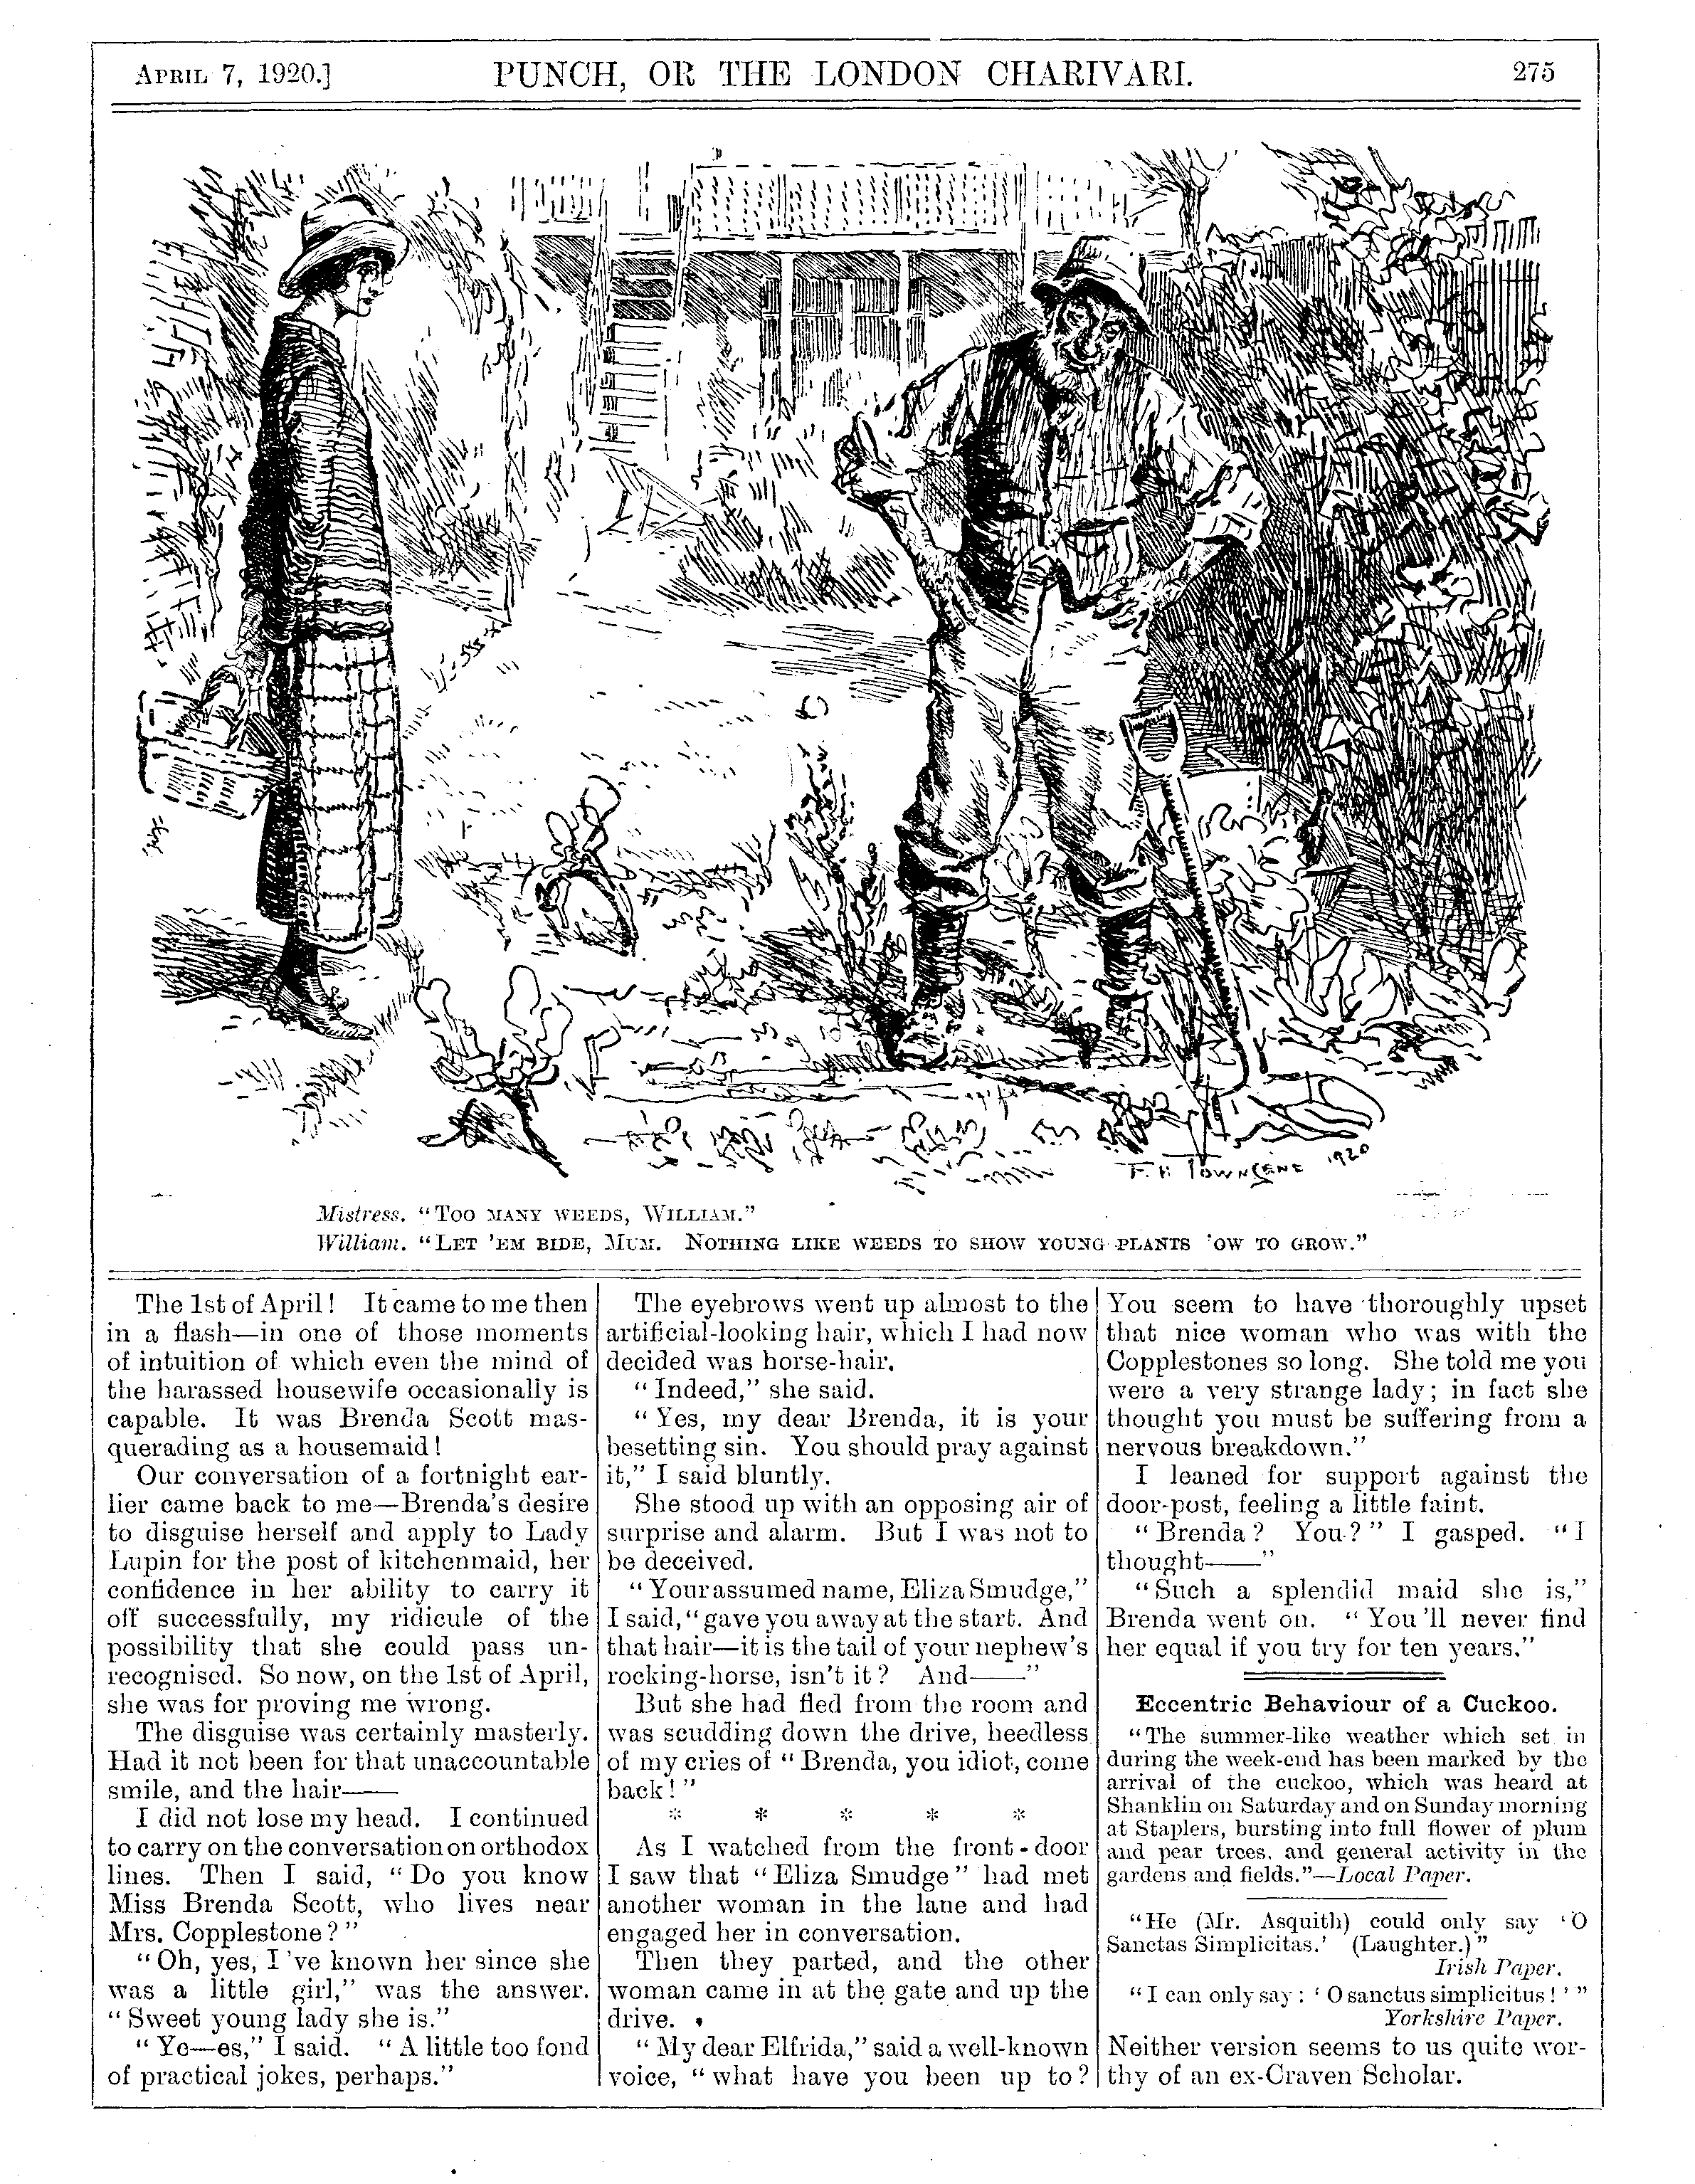 APRIL 7, 1920.] PUNCH, OR THE LONDON CHARIVARI. 275
F. H. TOWNSEND 1920
Mistress. "TOO MANY WEEDS, WILLIAM."
William. "LET 'EM BIDE, MUM. NOTHING LIKE WEEDS TO SHOW YOUNG PLANTS 'OW TO GROW."
The 1st of April! It came to me then
in a flash—in one of those moments
of intuition of which even the mind of
the harassed housewife occasionally is
capable. It was Brenda Scott mas-
querading as a housemaid!
Our conversation of a fortnight ear-
lier came back to me—Brenda's desire
to disguise herself and apply to Lady
Lupin for the post of kitchenmaid, her
confidence in her ability to carry it
off successfully, my ridicule of the
possibility that she could pass un-
recognised. So now, on the 1st of April,
she was for proving me wrong.
The disguise was certainly masterly.
Had it not been for that unaccountable
smile, and the hair——
I did not lose my head. I continued
to carry on the conversation on orthodox
lines. Then I said, "Do you know
Miss Brenda Scott, who lives near
Mrs. Copplestone?"
"Oh, yes, I've known her since she
was a little girl," was the answer.
"Sweet young lady she is."
"Ye—es," I said. "A little too fond
of practical jokes, perhaps."
The eyebrows went up almost to the
artificial-looking hair, which I had now
decided was horse-hair.
"Indeed," she said.
"Yes, my dear Brenda, it is your
besetting sin. You should pray against
it," I said bluntly.
She stood up with an opposing air of
surprise and alarm. But I was not to
be deceived.
"Your assumed name, Eliza Smudge,"
I said, "gave you away at the start. And
that hair—it is the tail of your nephew's
rocking-horse, isn't it? And——"
But she had fled from the room and
was scudding down the drive, heedless
of my cries of "Brenda, you idiot, come
back!"
* * * * *
As I watched from the front-door
I saw that "Eliza Smudge" had met
another woman in the lane and had
engaged her in conversation.
Then they parted, and the other
woman came in at the gate and up the
drive.
"My dear Elfrida," said a well-known
voice, "what have you been up to?
You seem to have thoroughly upset
that nice woman who was with the
Copplestones so long. She told me you
were a very strange lady; in fact she
thought you must be suffering from a
nervous breakdown."
I leaned for support against the
door-post, feeling a little faint.
"Brenda? You?" I gasped. "I
thought——"
"Such a splendid maid she is,"
Brenda went on. "You'll never find
her equal if you try for ten years."
Eccentric Behaviour of a Cuckoo.
"The summer-like weather which set in
during the week-end has been marked by the
arrival of the cuckoo, which was heard at
Shanklin on Saturday and on Sunday morning
at Staplers, bursting into full flower of plum
and pear trees, and general activity in the
gardens and fields."—Local Paper.
"He (Mr. Asquith) could only say 'O
Sanctas Simplicitas.' (Laughter.)"
Irish Paper.
"I can only say: 'O sanctus simplicitus!'"
Yorkshire Paper.
Neither version seems to us quite wor-
thy of an ex-Craven Scholar.